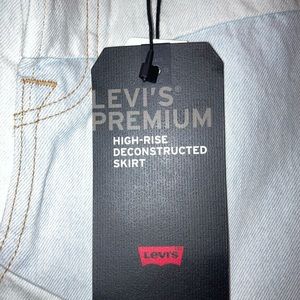 LEVI'S®
PREMIUM
HIGH-RISE
DECONSTRUCTED
SKIRT
Levi's